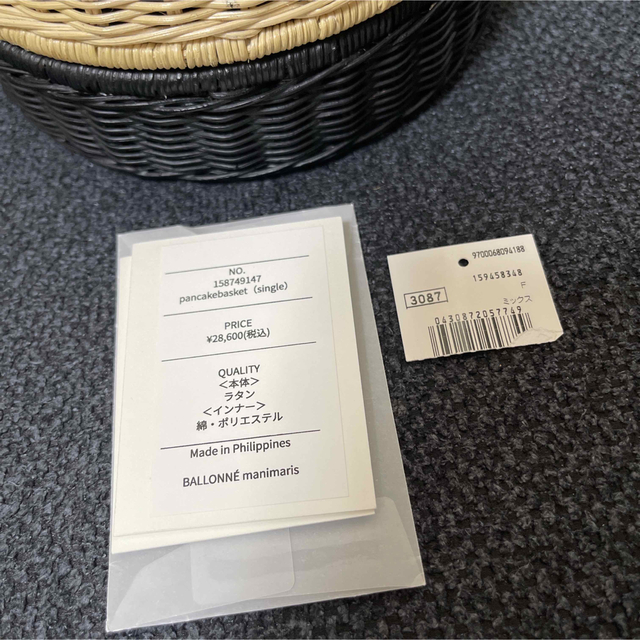 NO.
158749147
pancakebasket（single）
PRICE
¥28,600(税込)
QUALITY
＜本体＞
ラタン
＜インナー＞
綿・ポリエステル
Made in Philippines
BALLONNÉ manimaris
9700068094188
159458348
F
3087
ミックス
0430872057749